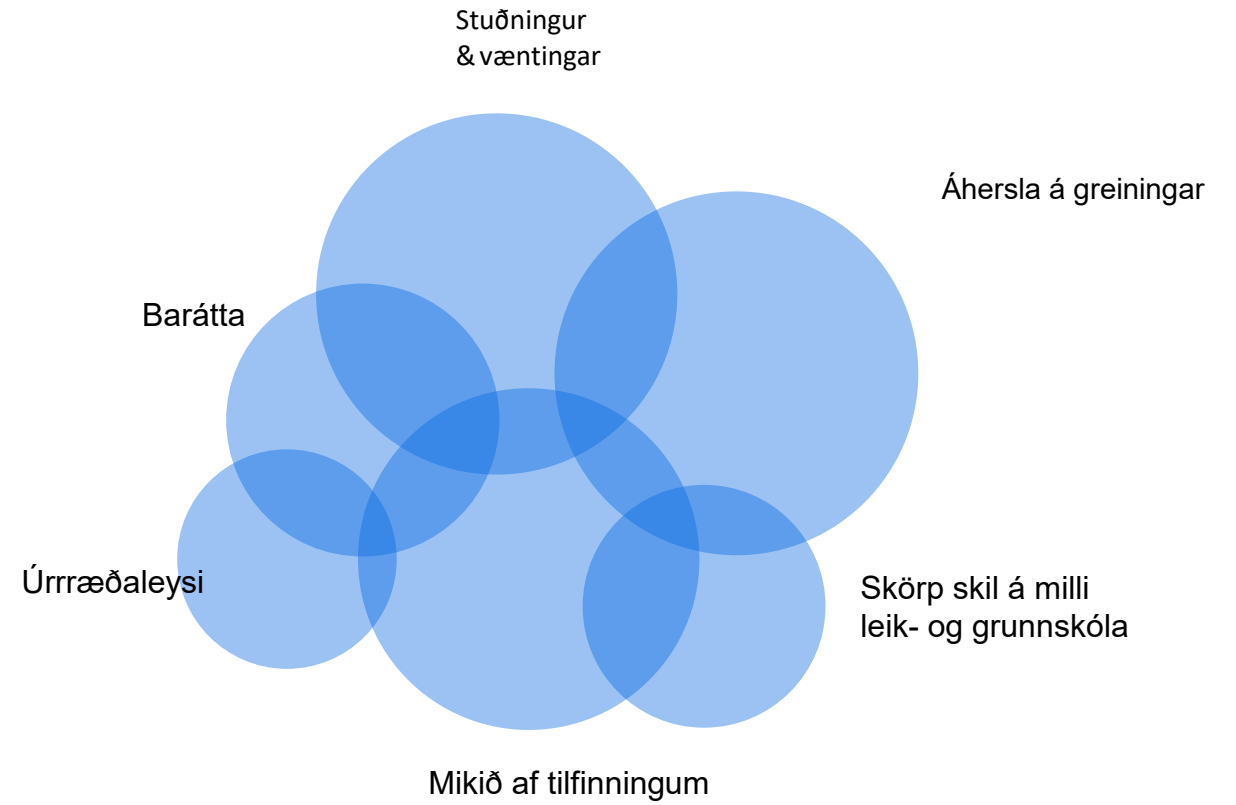 Stuðningur
& væntingar
Áhersla á greiningar
Barátta
Úrrræðaleysi
Skörp skil á milli
leik- og grunnskóla
Mikið af tilfinningum